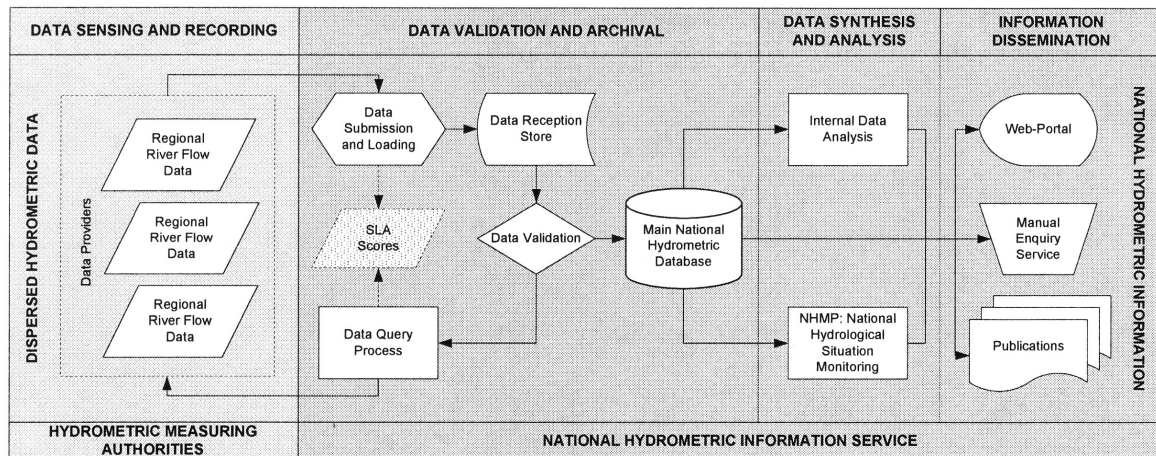 DATA SENSING AND RECORDING
DATA VALIDATION AND ARCHIVAL
DATA SYNTHESIS
AND ANALYSIS
INFORMATION
DISSEMINATION
DISPERSED HYDROMETRIC DATA
Data Providers
Regional
River Flow
Data
Regional
River Flow
Data
Regional
River Flow
Data
Data
Submission
and Loading
Data Reception
Store
SLA
Scores
Data Validation
Data Query
Process
Main National
Hydrometric
Database
Internal Data
Analysis
NHMP: National
Hydrological
Situation
Monitoring
Web-Portal
Manual
Enquiry
Service
Publications
NATIONAL HYDROMETRIC INFORMATION
HYDROMETRIC MEASURING
AUTHORITIES
NATIONAL HYDROMETRIC INFORMATION SERVICE